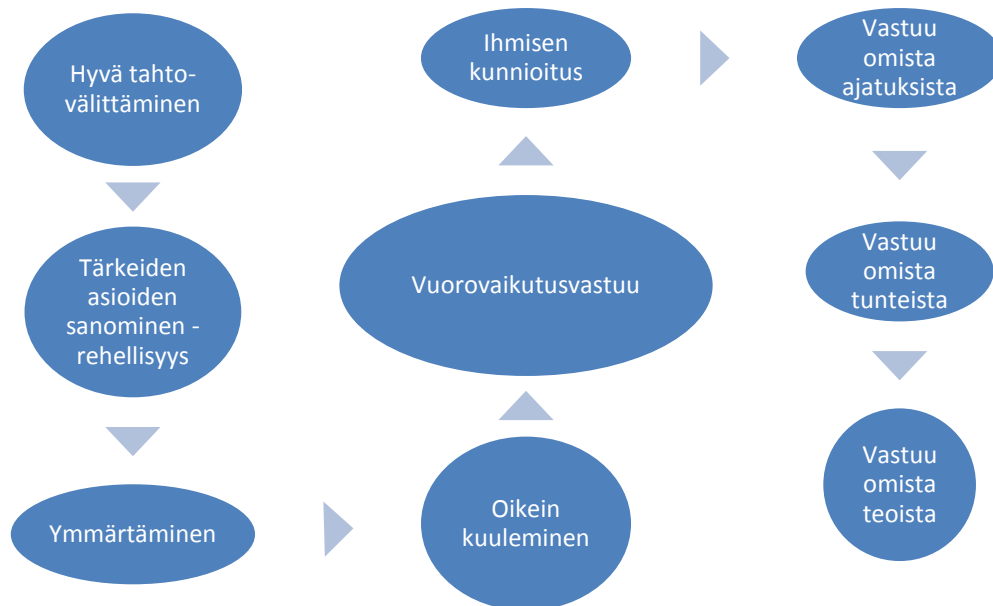 Hyvä tahto-
välittäminen
Tärkeiden
asioiden
sanominen -
rehellisyys
Ymmärtäminen
Oikein
kuuleminen
Vuorovaikutusvastuu
Ihmisen
kunnioitus
Vastuu
omista
ajatuksista
Vastuu
omista
tunteista
Vastuu
omista
teoista